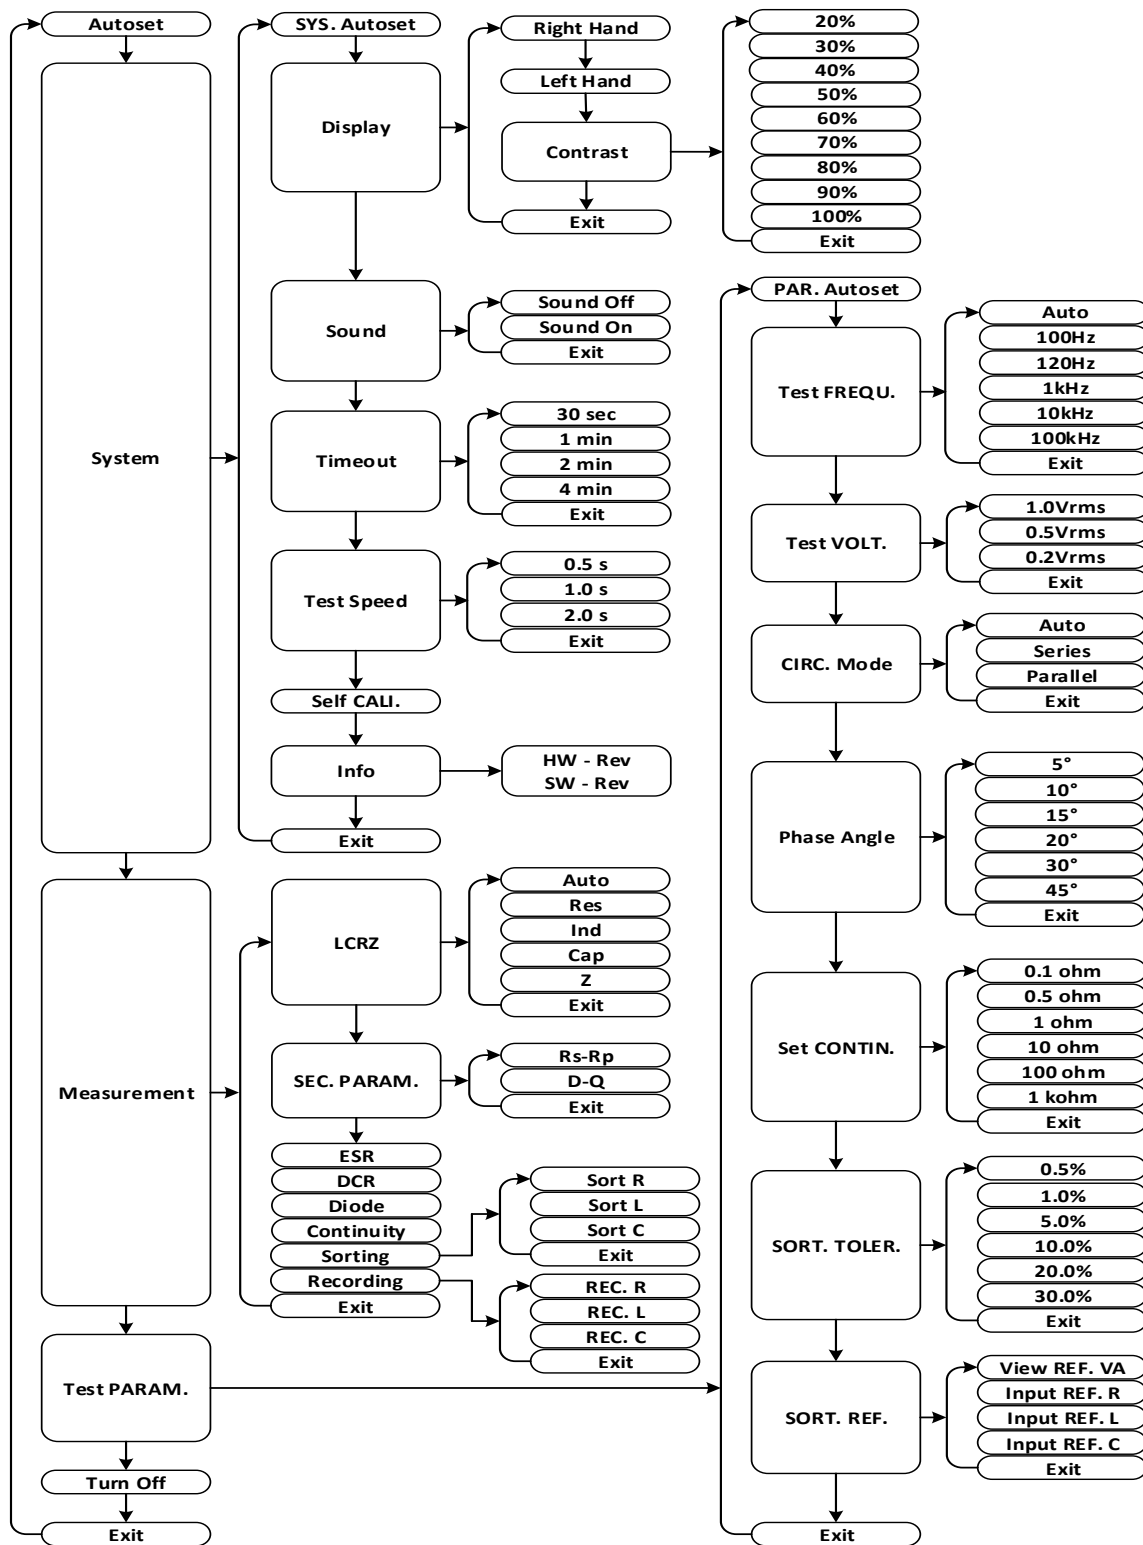 Autoset
System
Measurement
Test PARAM.
Turn Off
Exit
SYS. Autoset
Display
Sound
Timeout
Test Speed
Self CALI.
Info
Exit
Right Hand
Left Hand
Contrast
Exit
20%
30%
40%
50%
60%
70%
80%
90%
100%
Exit
Sound Off
Sound On
Exit
30 sec
1 min
2 min
4 min
Exit
0.5 s
1.0 s
2.0 s
Exit
HW - Rev
SW - Rev
LCRZ
SEC. PARAM.
ESR
DCR
Diode
Continuity
Sorting
Recording
Exit
Auto
Res
Ind
Cap
Z
Exit
Rs-Rp
D-Q
Exit
Sort R
Sort L
Sort C
Exit
REC. R
REC. L
REC. C
Exit
PAR. Autoset
Test FREQU.
Test VOLT.
CIRC. Mode
Phase Angle
Set CONTIN.
SORT. TOLER.
SORT. REF.
Exit
Auto
100Hz
120Hz
1kHz
10kHz
100kHz
Exit
1.0Vrms
0.5Vrms
0.2Vrms
Exit
Auto
Series
Parallel
Exit
5°
10°
15°
20°
30°
45°
Exit
0.1 ohm
0.5 ohm
1 ohm
10 ohm
100 ohm
1 kohm
Exit
0.5%
1.0%
5.0%
10.0%
20.0%
30.0%
Exit
View REF. VA
Input REF. R
Input REF. L
Input REF. C
Exit